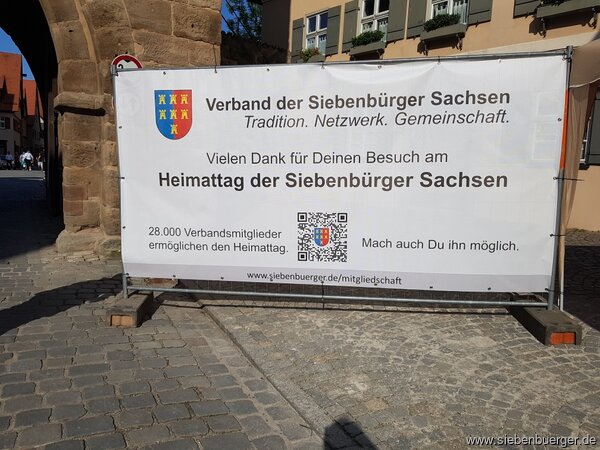 Verband der Siebenbürger Sachsen
Tradition. Netzwerk. Gemeinschaft.
Vielen Dank für Deinen Besuch am
Heimattag der Siebenbürger Sachsen
28.000 Verbandsmitglieder
ermöglichen den Heimattag.
Mach auch Du ihn möglich.
www.siebenbuerger.de/mitgliedschaft
www.siebenbuerger.de